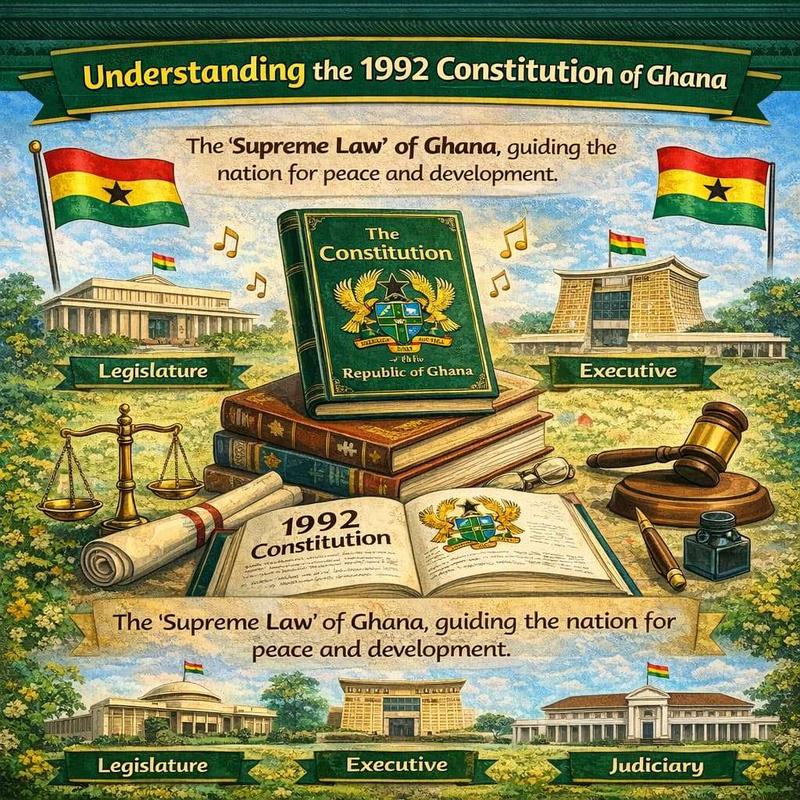 Understanding the 1992 Constitution of Ghana
The 'Supreme Law' of Ghana, guiding the
nation for peace and development.
The
Constitution
Republic of Ghana
Legislature
Executive
1992
Constitution
The 'Supreme Law' of Ghana, guiding the nation for
peace and development.
Legislature
Executive
Judiciary